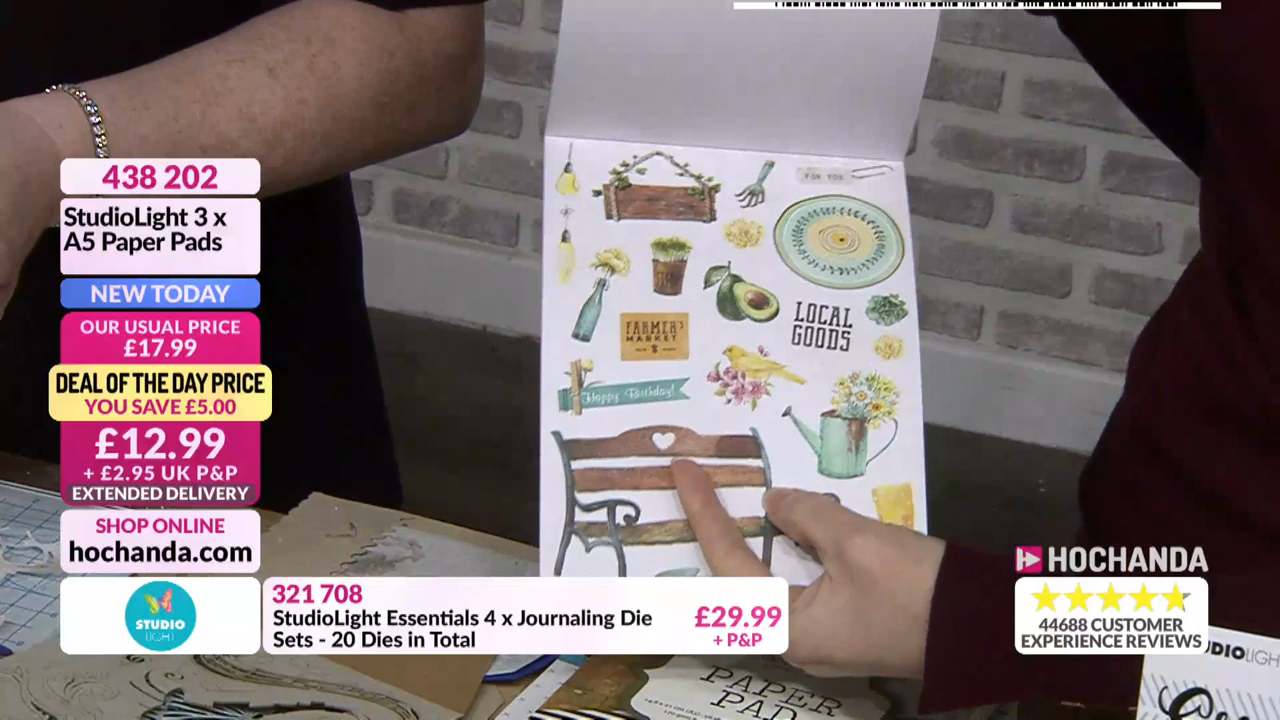 438 202
StudioLight 3 x
A5 Paper Pads
NEW TODAY
OUR USUAL PRICE
£17.99
DEAL OF THE DAY PRICE
YOU SAVE £5.00
£12.99
+ £2.95 UK P&P
EXTENDED DELIVERY
SHOP ONLINE
hochanda.com
STUDIO
LIGHT
321 708
StudioLight Essentials 4 x Journaling Die
Sets - 20 Dies in Total
£29.99
+ P&P
FOR YOU
LOCAL
GOODS
FARMER'S
MARKET
Happy Birthday!
PAPER
PAD
HOCHANDA
44688 CUSTOMER
EXPERIENCE REVIEWS
UDIOLIGH